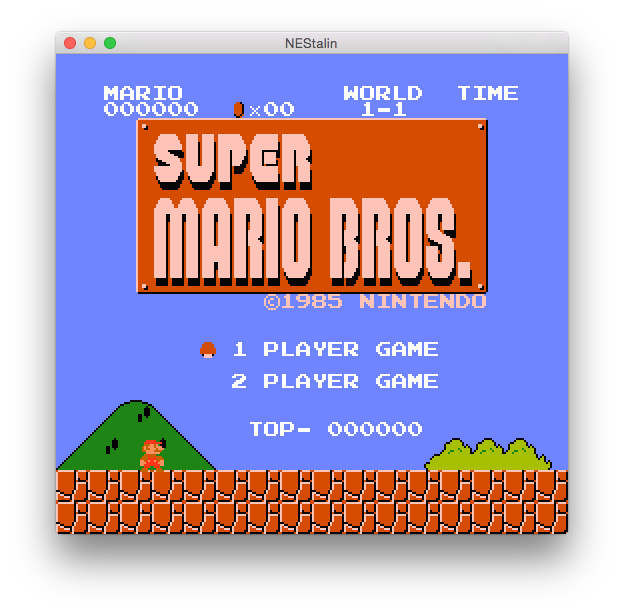 NEStalin
MARIO WORLD TIME
000000 ×00 1-1
SUPER
MARIO BROS.
©1985 NINTENDO
1 PLAYER GAME
2 PLAYER GAME
TOP- 000000